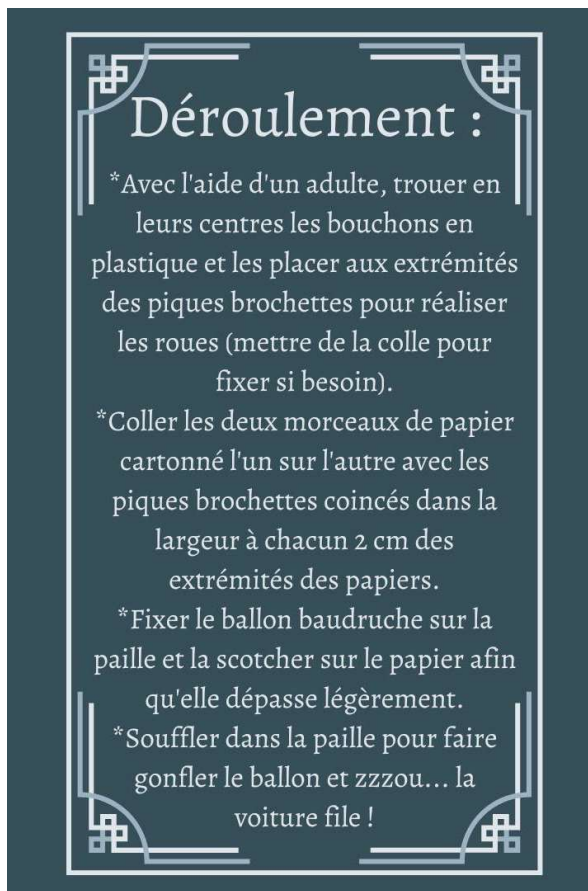 Déroulement :
*Avec l'aide d'un adulte, trouer en
leurs centres les bouchons en
plastique et les placer aux extrémités
des piques brochettes pour réaliser
les roues (mettre de la colle pour
fixer si besoin).
*Coller les deux morceaux de papier
cartonné l'un sur l'autre avec les
piques brochettes coincés dans la
largeur à chacun 2 cm des
extrémités des papiers.
*Fixer le ballon baudruche sur la
paille et la scotcher sur le papier afin
qu'elle dépasse légèrement.
*Souffler dans la paille pour faire
gonfler le ballon et zzzou... la
voiture file !